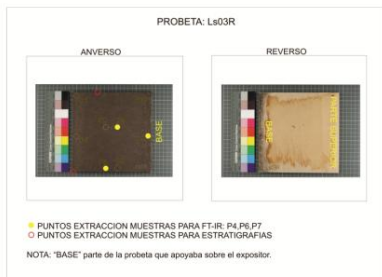 PROBETA: Ls03R
ANVERSO
REVERSO
BASE
BASE
PUNTOS EXTRACCION MUESTRAS PARA FT-IR: P4,P6,P7
PUNTOS EXTRACCION MUESTRAS PARA ESTRATIGRAFIAS
NOTA: "BASE" parte de la probeta que apoyaba sobre el expositor.